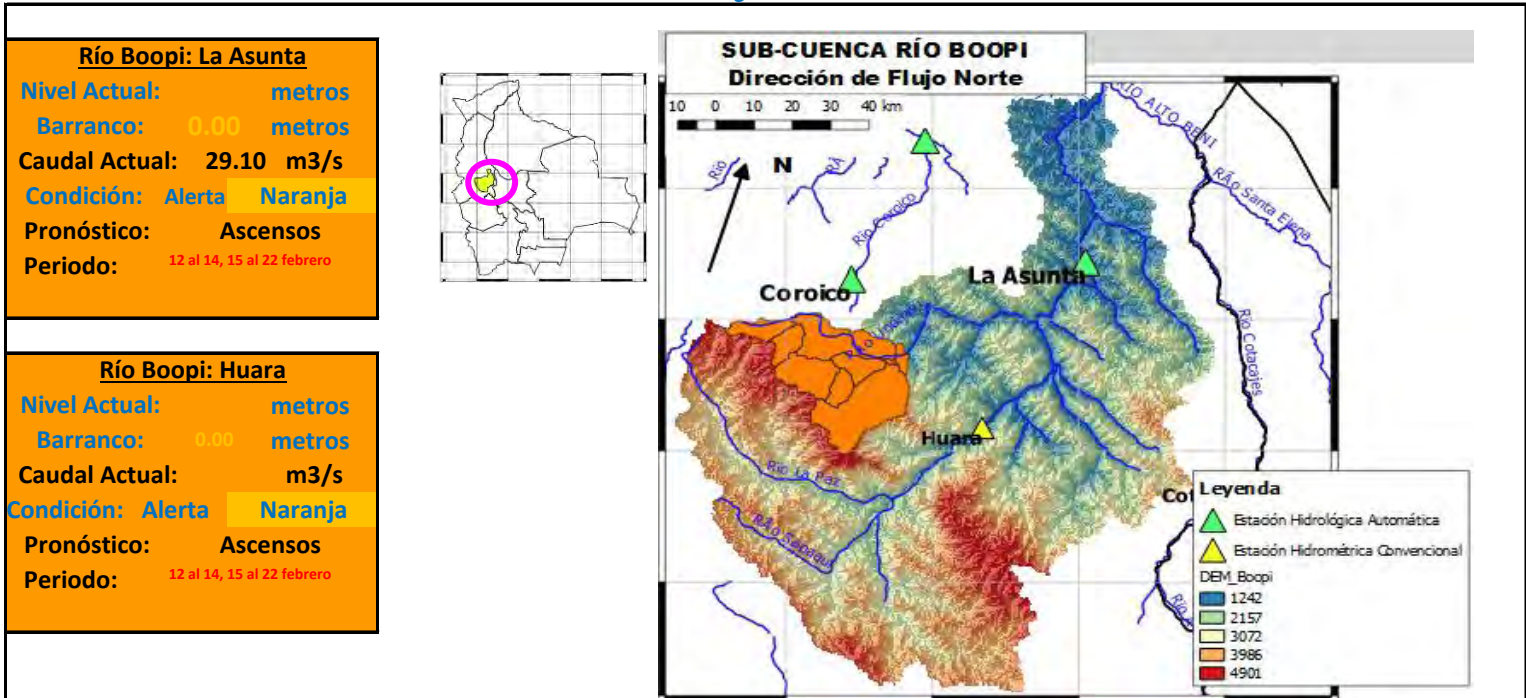 Río Boopi: La Asunta
Nivel Actual: metros
Barranco: 0.00 metros
Caudal Actual: 29.10 m3/s
Condición: Alerta Naranja
Pronóstico: Ascensos
Periodo: 12 al 14, 15 al 22 febrero
Río Boopi: Huara
Nivel Actual: metros
Barranco: 0.00 metros
Caudal Actual: m3/s
Condición: Alerta Naranja
Pronóstico: Ascensos
Periodo: 12 al 14, 15 al 22 febrero
SUB-CUENCA RÍO BOOPI
Dirección de Flujo Norte
10 0 10 20 30 40 km
N
RÍO ALTO BENI
Río
RÃ
RÃo Santa Elena
Río Coroico
La Asunta
Coroico
Río Cotacajes
Huara
Río La Paz
RÃo Sapaqui
Cot
Leyenda
Estación Hidrológica Automática
Estación Hidrométrica Convencional
DEM_Boopi
1242
2157
3072
3986
4901